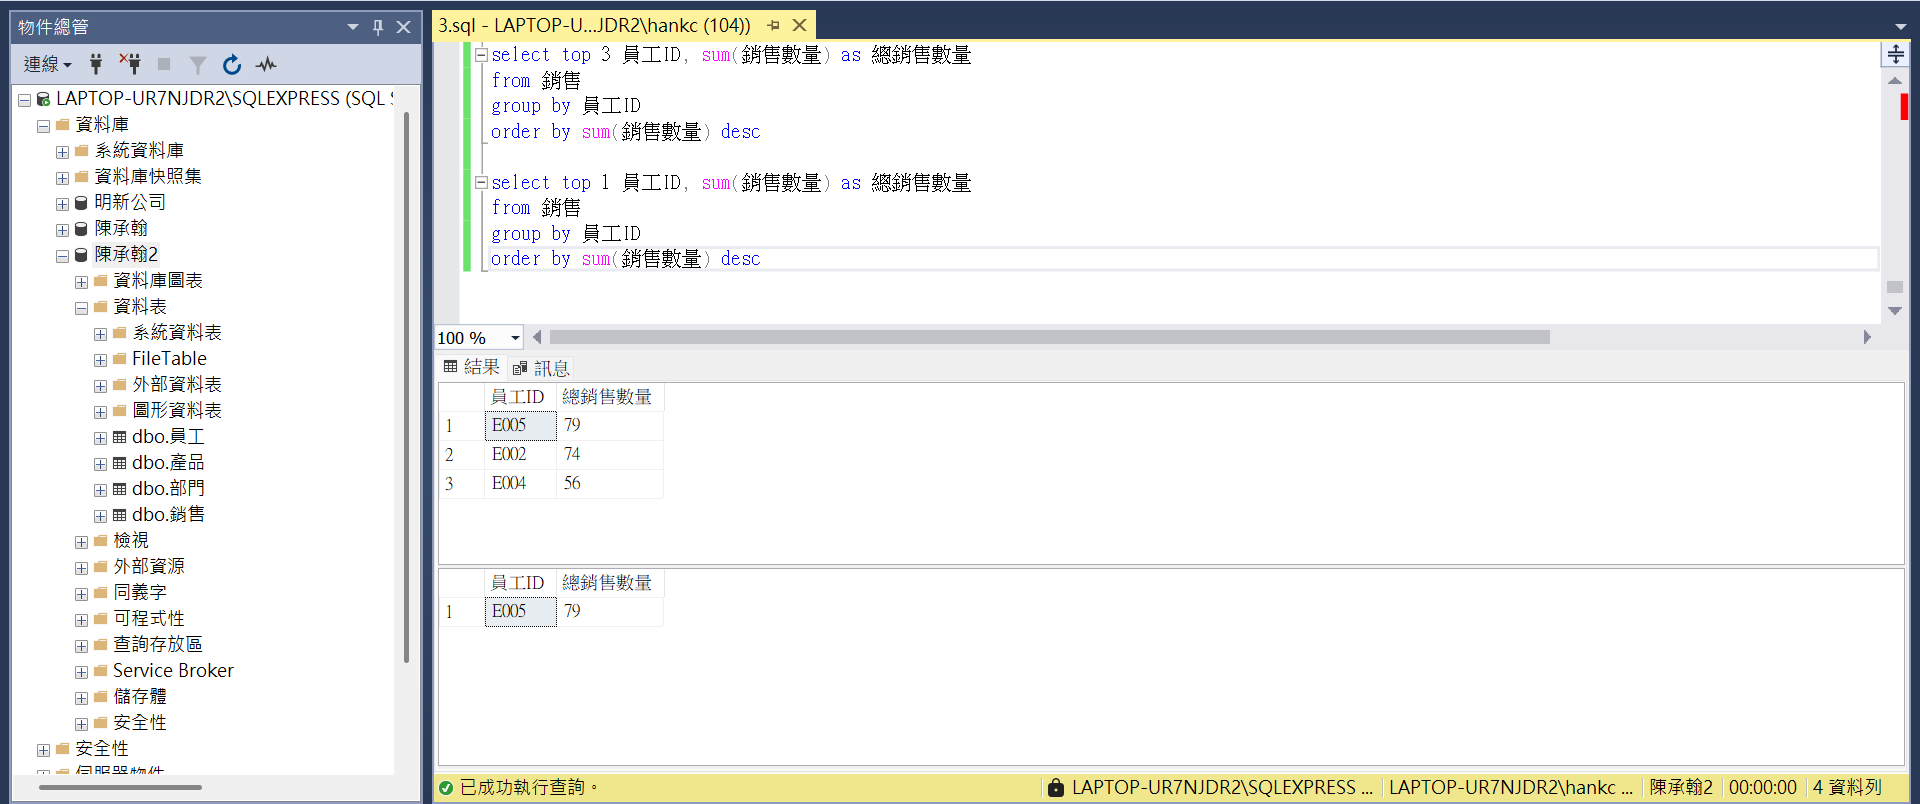 物件總管
連線
LAPTOP-UR7NJDR2\SQLEXPRESS (SQL S
資料庫
系統資料庫
資料庫快照集
明新公司
陳承翰
陳承翰2
資料庫圖表
資料表
系統資料表
FileTable
外部資料表
圖形資料表
dbo.員工
dbo.產品
dbo.部門
dbo.銷售
檢視
外部資源
同義字
可程式性
查詢存放區
Service Broker
儲存體
安全性
安全性
伺服器物件
3.sql - LAPTOP-U...JDR2\hankc (104))
select top 3 員工ID, sum(銷售數量) as 總銷售數量
from 銷售
group by 員工ID
order by sum(銷售數量) desc
select top 1 員工ID, sum(銷售數量) as 總銷售數量
from 銷售
group by 員工ID
order by sum(銷售數量) desc
100 %
結果 訊息
員工ID 總銷售數量
1 E005 79
2 E002 74
3 E004 56
員工ID 總銷售數量
1 E005 79
已成功執行查詢。 LAPTOP-UR7NJDR2\SQLEXPRESS ... LAPTOP-UR7NJDR2\hankc ... 陳承翰2 00:00:00 4 資料列